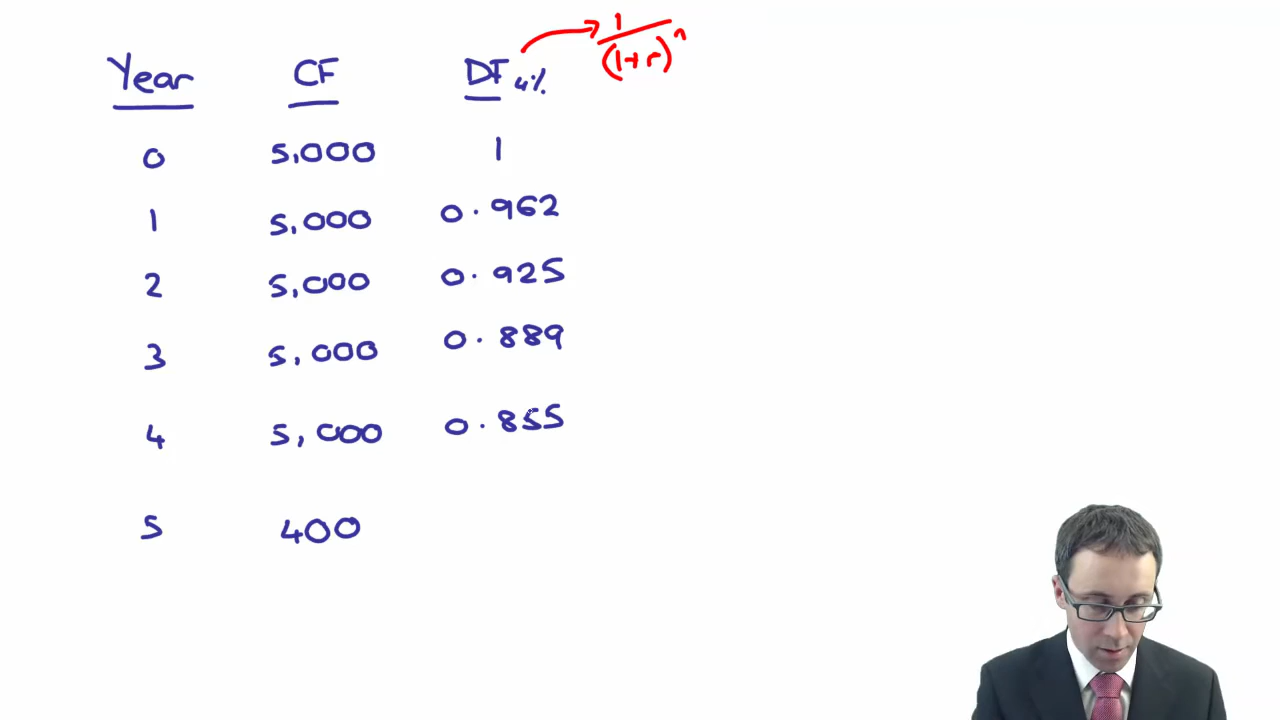 Year CF DF 4% → 1/(1+r)ⁿ
0 5,000 1
1 5,000 0.962
2 5,000 0.925
3 5,000 0.889
4 5,000 0.855
5 400